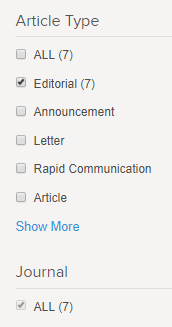 Article Type
ALL (7)
Editorial (7)
Announcement
Letter
Rapid Communication
Article
Show More
Journal
ALL (7)